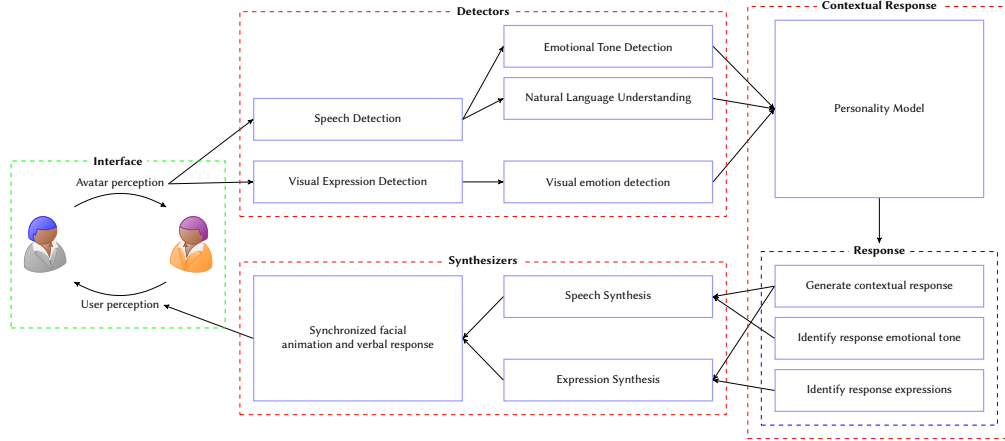 Detectors
Contextual Response
Emotional Tone Detection
Natural Language Understanding
Speech Detection
Personality Model
Interface
Avatar perception
Visual Expression Detection
Visual emotion detection
Response
Synthesizers
Generate contextual response
Speech Synthesis
User perception
Synchronized facial
animation and verbal response
Identify response emotional tone
Expression Synthesis
Identify response expressions